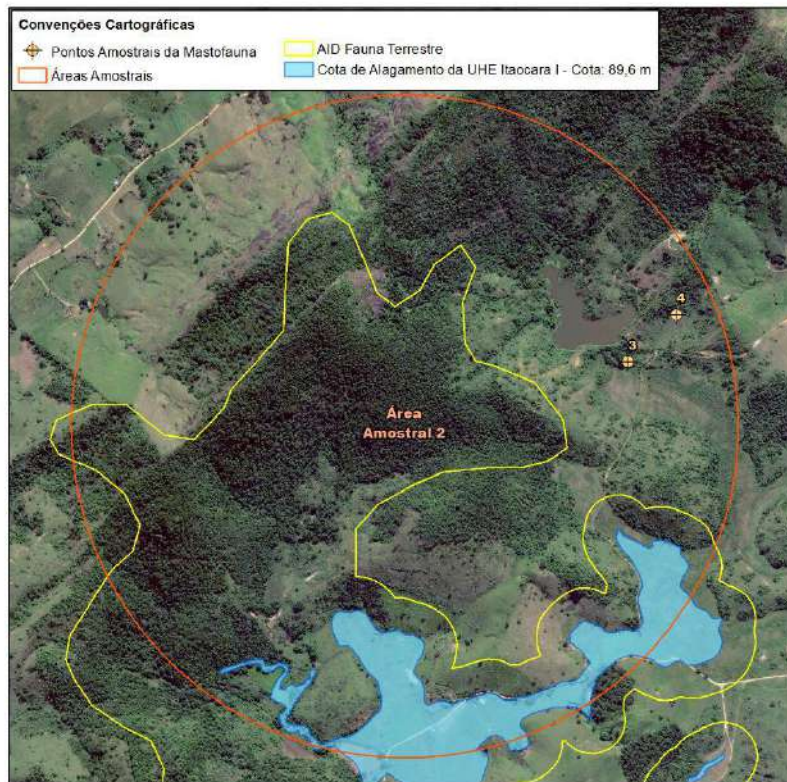 Convenções Cartográficas
Pontos Amostrais da Mastofauna
Áreas Amostrais
AID Fauna Terrestre
Cota de Alagamento da UHE Itaocara I - Cota: 89,6 m
4
3
Área
Amostral 2